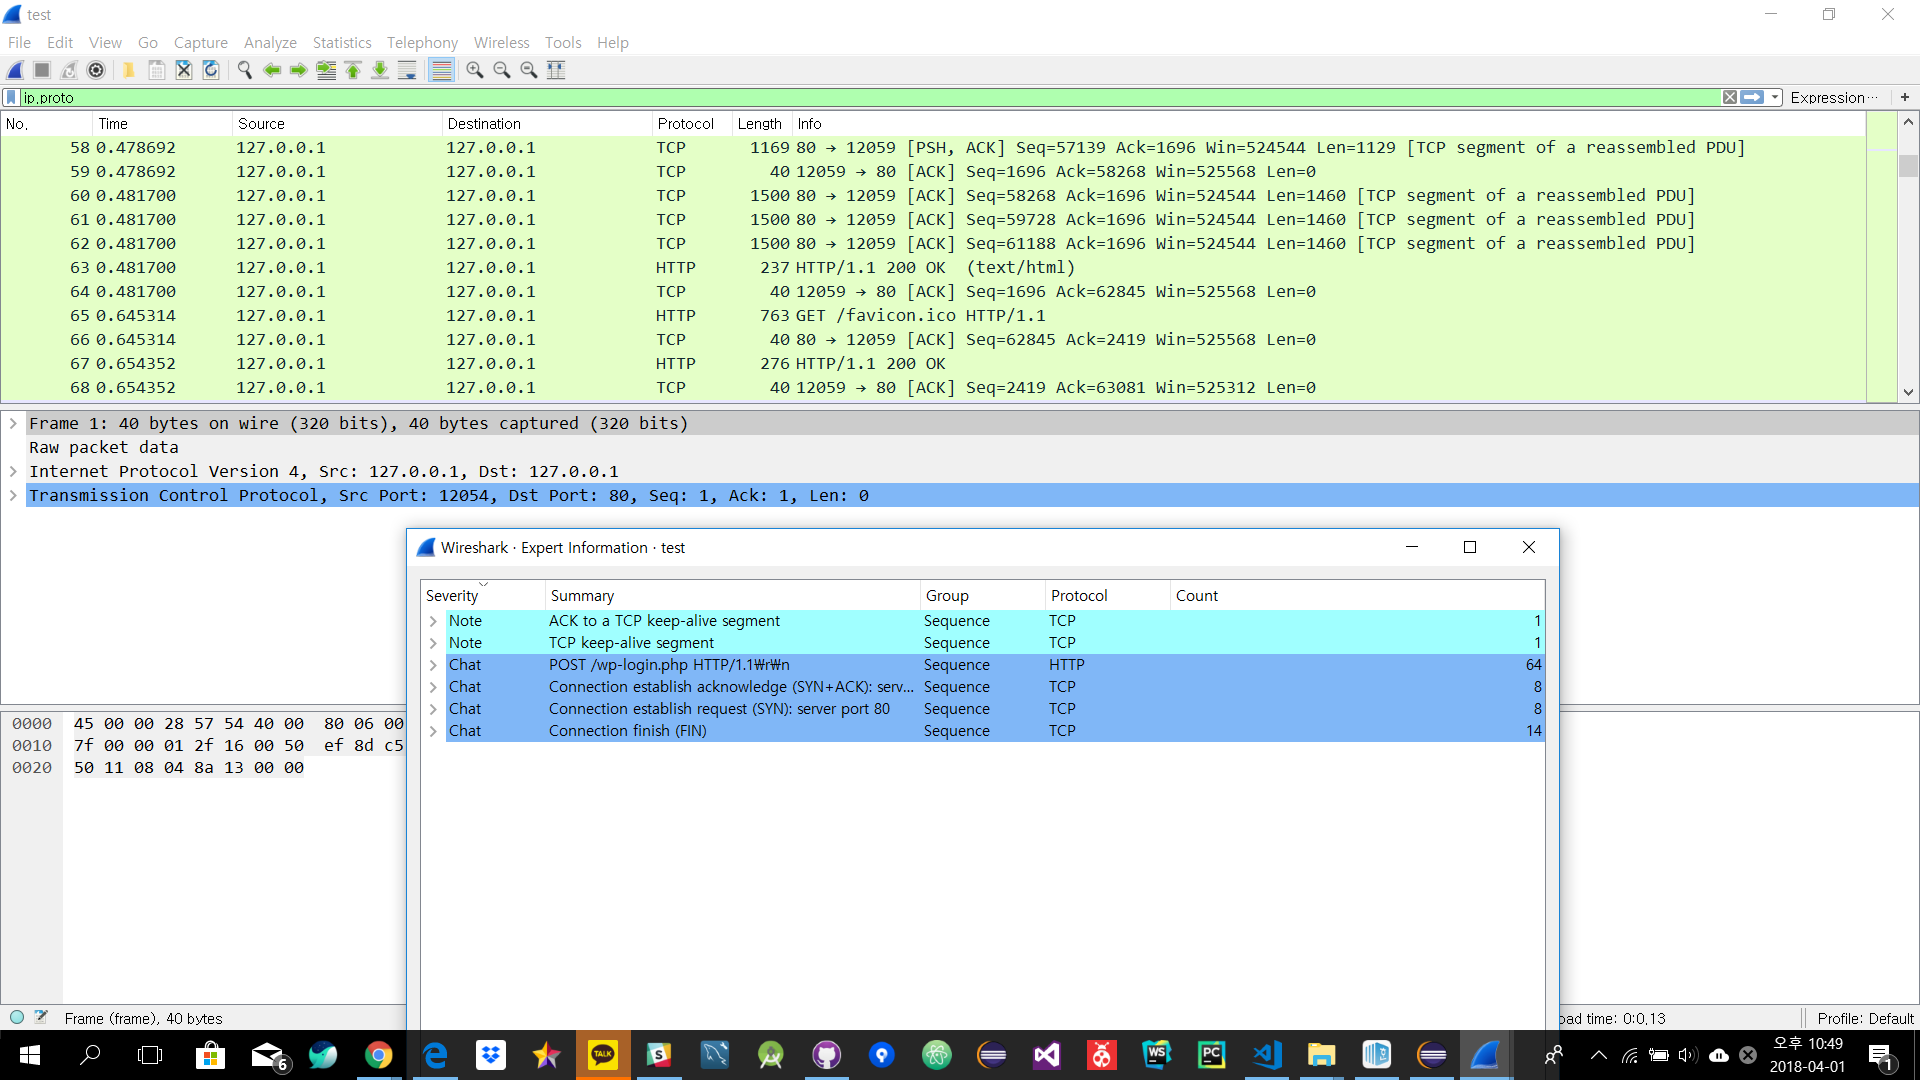 test
File Edit View Go Capture Analyze Statistics Telephony Wireless Tools Help
ip.proto Expression… +
No. Time Source Destination Protocol Length Info
58 0.478692 127.0.0.1 127.0.0.1 TCP 1169 80 → 12059 [PSH, ACK] Seq=57139 Ack=1696 Win=524544 Len=1129 [TCP segment of a reassembled PDU]
59 0.478692 127.0.0.1 127.0.0.1 TCP 40 12059 → 80 [ACK] Seq=1696 Ack=58268 Win=525568 Len=0
60 0.481700 127.0.0.1 127.0.0.1 TCP 1500 80 → 12059 [ACK] Seq=58268 Ack=1696 Win=524544 Len=1460 [TCP segment of a reassembled PDU]
61 0.481700 127.0.0.1 127.0.0.1 TCP 1500 80 → 12059 [ACK] Seq=59728 Ack=1696 Win=524544 Len=1460 [TCP segment of a reassembled PDU]
62 0.481700 127.0.0.1 127.0.0.1 TCP 1500 80 → 12059 [ACK] Seq=61188 Ack=1696 Win=524544 Len=1460 [TCP segment of a reassembled PDU]
63 0.481700 127.0.0.1 127.0.0.1 HTTP 237 HTTP/1.1 200 OK (text/html)
64 0.481700 127.0.0.1 127.0.0.1 TCP 40 12059 → 80 [ACK] Seq=1696 Ack=62845 Win=525568 Len=0
65 0.645314 127.0.0.1 127.0.0.1 HTTP 763 GET /favicon.ico HTTP/1.1
66 0.645314 127.0.0.1 127.0.0.1 TCP 40 80 → 12059 [ACK] Seq=62845 Ack=2419 Win=525568 Len=0
67 0.654352 127.0.0.1 127.0.0.1 HTTP 276 HTTP/1.1 200 OK
68 0.654352 127.0.0.1 127.0.0.1 TCP 40 12059 → 80 [ACK] Seq=2419 Ack=63081 Win=525312 Len=0
Frame 1: 40 bytes on wire (320 bits), 40 bytes captured (320 bits)
Raw packet data
Internet Protocol Version 4, Src: 127.0.0.1, Dst: 127.0.0.1
Transmission Control Protocol, Src Port: 12054, Dst Port: 80, Seq: 1, Ack: 1, Len: 0
Wireshark · Expert Information · test
Severity Summary Group Protocol Count
Note ACK to a TCP keep-alive segment Sequence TCP 1
Note TCP keep-alive segment Sequence TCP 1
Chat POST /wp-login.php HTTP/1.1₩r₩n Sequence HTTP 64
Chat Connection establish acknowledge (SYN+ACK): serv... Sequence TCP 8
Chat Connection establish request (SYN): server port 80 Sequence TCP 8
Chat Connection finish (FIN) Sequence TCP 14
0000 45 00 00 28 57 54 40 00 80 06 00
0010 7f 00 00 01 2f 16 00 50 ef 8d c5
0020 50 11 08 04 8a 13 00 00
Frame (frame), 40 bytes
oad time: 0:0.13 Profile: Default
6
TALK
WS
PC
오후 10:49
2018-04-01
1